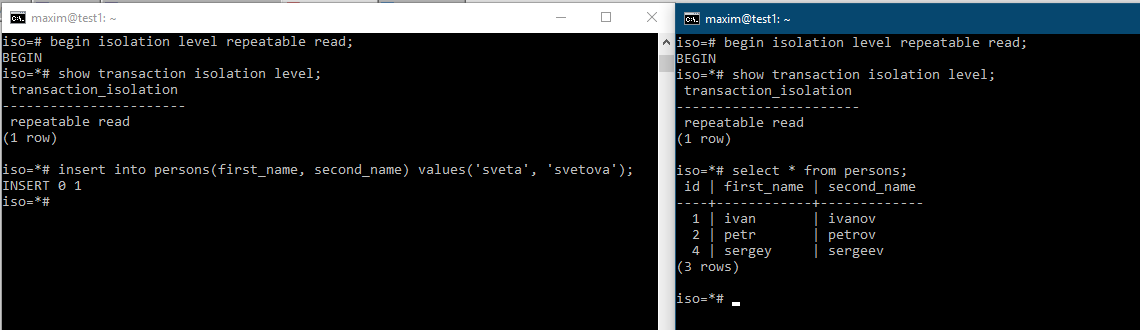 maxim@test1: ~
iso=# begin isolation level repeatable read;
BEGIN
iso=*# show transaction isolation level;
 transaction_isolation
-----------------------
 repeatable read
(1 row)

iso=*# insert into persons(first_name, second_name) values('sveta', 'svetova');
INSERT 0 1
iso=*#
maxim@test1: ~
iso=# begin isolation level repeatable read;
BEGIN
iso=*# show transaction isolation level;
 transaction_isolation
-----------------------
 repeatable read
(1 row)

iso=*# select * from persons;
 id | first_name | second_name
----+------------+-------------
  1 | ivan       | ivanov
  2 | petr       | petrov
  4 | sergey     | sergeev
(3 rows)

iso=*#